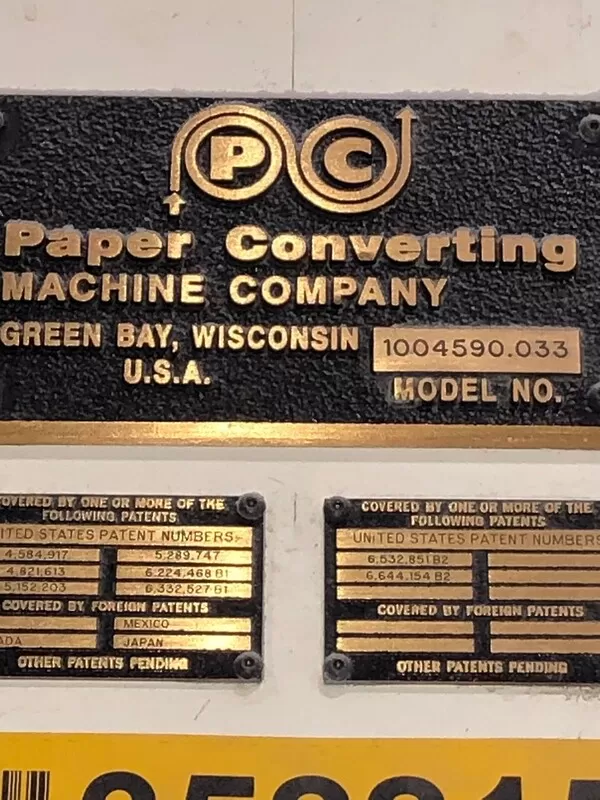 P C
Paper Converting
MACHINE COMPANY
GREEN BAY, WISCONSIN
U.S.A.
1004590.033
MODEL NO.
COVERED BY ONE OR MORE OF THE
FOLLOWING PATENTS
UNITED STATES PATENT NUMBERS
4,584,917 5,289,747
4,821,613 6,224,468 B1
5,152,203 6,332,527 B1
COVERED BY FOREIGN PATENTS
MEXICO
JAPAN
OTHER PATENTS PENDING
COVERED BY ONE OR MORE OF THE
FOLLOWING PATENTS
UNITED STATES PATENT NUMBERS
6,532,851 B2
6,644,154 B2
COVERED BY FOREIGN PATENTS
OTHER PATENTS PENDING